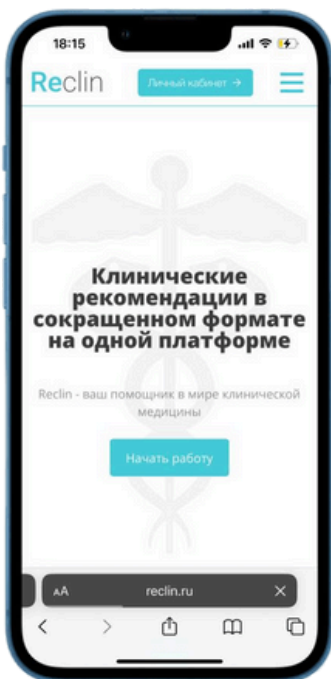 18:15
Reclin
Личный кабинет →
Клинические
рекомендации в
сокращенном формате
на одной платформе
Reclin - ваш помощник в мире клинической
медицины
Начать работу
AA
reclin.ru